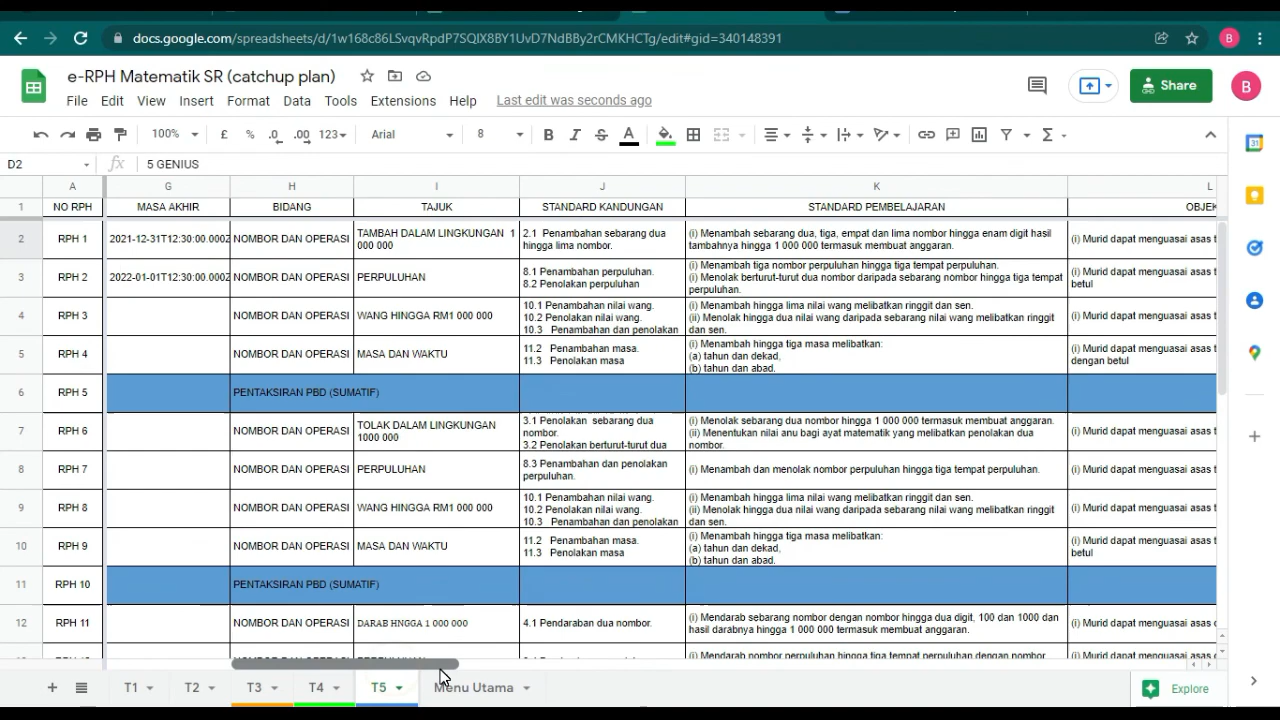 docs.google.com/spreadsheets/d/1w168c86LSvqvRpdP7SQlX8BY1UvD7NdBBy2rCMKHCTg/edit#gid=340148391
B
e-RPH Matematik SR (catchup plan)
File Edit View Insert Format Data Tools Extensions Help Last edit was seconds ago
Share
B
100% £ % .0 .00 123 Arial 8 B I S A
D2 fx 5 GENIUS
A G H I J K L
1 NO RPH MASA AKHIR BIDANG TAJUK STANDARD KANDUNGAN STANDARD PEMBELAJARAN OBJEK
2 RPH 1 2021-12-31T12:30:00.000Z NOMBOR DAN OPERASI
TAMBAH DALAM LINGKUNGAN 1
000 000
2.1 Penambahan sebarang dua
hingga lima nombor.
(i) Menambah sebarang dua, tiga, empat dan lima nombor hingga enam digit hasil
tambahnya hingga 1 000 000 termasuk membuat anggaran.
(i) Murid dapat menguasai asas t
3 RPH 2 2022-01-01T12:30:00.000Z NOMBOR DAN OPERASI PERPULUHAN
8.1 Penambahan perpuluhan.
8.2 Penolakan perpuluhan
(i) Menambah tiga nombor perpuluhan hingga tiga tempat perpuluhan.
(i) Menolak berturut-turut dua nombor daripada sebarang nombor hingga tiga tempat
perpuluhan.
(i) Murid dapat menguasai asas t
betul
4 RPH 3 NOMBOR DAN OPERASI WANG HINGGA RM1 000 000
10.1 Penambahan nilai wang.
10.2 Penolakan nilai wang.
10.3 Penambahan dan penolakan
(i) Menambah hingga lima nilai wang melibatkan ringgit dan sen.
(ii) Menolak hingga dua nilai wang daripada sebarang nilai wang melibatkan ringgit
dan sen.
(i) Murid dapat menguasai asas t
5 RPH 4 NOMBOR DAN OPERASI MASA DAN WAKTU
11.2 Penambahan masa.
11.3 Penolakan masa
(i) Menambah hingga tiga masa melibatkan:
(a) tahun dan dekad,
(b) tahun dan abad.
(i) Murid dapat menguasai asas t
dengan betul
6 RPH 5 PENTAKSIRAN PBD (SUMATIF)
7 RPH 6 NOMBOR DAN OPERASI
TOLAK DALAM LINGKUNGAN
1000 000
3.1 Penolakan sebarang dua
nombor.
3.2 Penolakan berturut-turut dua
(i) Menolak sebarang dua nombor hingga 1 000 000 termasuk membuat anggaran.
(ii) Menentukan nilai anu bagi ayat matematik yang melibatkan penolakan dua
nombor.
(i) Murid dapat menguasai asas t
8 RPH 7 NOMBOR DAN OPERASI PERPULUHAN
8.3 Penambahan dan penolakan
perpuluhan.
(i) Menambah dan menolak nombor perpuluhan hingga tiga tempat perpuluhan.
(i) Murid dapat menguasai asas t
9 RPH 8 NOMBOR DAN OPERASI WANG HINGGA RM1 000 000
10.1 Penambahan nilai wang.
10.2 Penolakan nilai wang.
10.3 Penambahan dan penolakan
(i) Menambah hingga lima nilai wang melibatkan ringgit dan sen.
(ii) Menolak hingga dua nilai wang daripada sebarang nilai wang melibatkan ringgit
dan sen.
(i) Murid dapat menguasai asas t
10 RPH 9 NOMBOR DAN OPERASI MASA DAN WAKTU
11.2 Penambahan masa.
11.3 Penolakan masa
(i) Menambah hingga tiga masa melibatkan:
(a) tahun dan dekad,
(b) tahun dan abad.
(i) Murid dapat menguasai asas t
betul
11 RPH 10 PENTAKSIRAN PBD (SUMATIF)
12 RPH 11 NOMBOR DAN OPERASI DARAB HNGGA 1 000 000 4.1 Pendaraban dua nombor.
(i) Mendarab sebarang nombor dengan nombor hingga dua digit, 100 dan 1000 dan
hasil darabnya hingga 1 000 000 termasuk membuat anggaran.
(i) Murid dapat menguasai asas d
(i) Mendarab nombor perpuluhan hingga tiga tempat perpuluhan dengan nombor
T1 T2 T3 T4 T5 Menu Utama
Explore